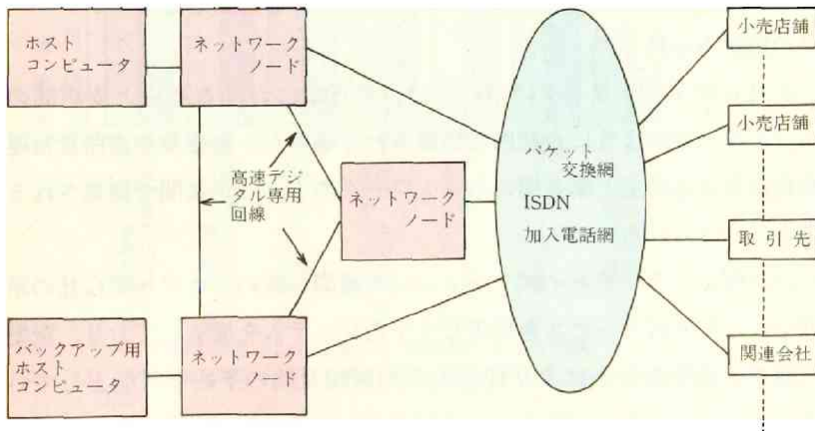 ホスト
コンピュータ
ネットワーク
ノード
小売店舗
小売店舗
高速デジ
タル専用
回線
ネットワーク
ノード
パケット
交換網
ISDN
加入電話網
取引先
バックアップ用
ホスト
コンピュータ
ネットワーク
ノード
関連会社